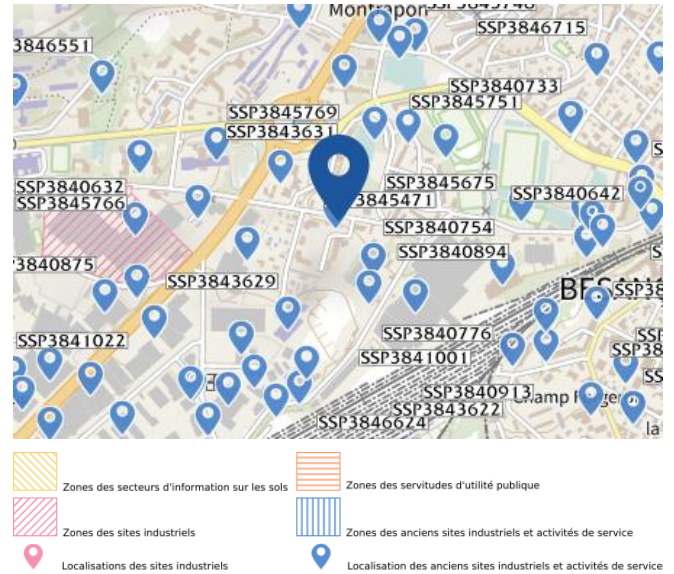 Montrapon
SSP3846715
SSP3846551
SSP3840733
SSP3845751
SSP3845769
SSP3843631
SSP3845675
SSP3840632
SSP3845766
SSP3840642
SSP3840754
SSP3840894
SSP3843629
BESAN
SSP3841022
SSP3840776
SSP3841001
SSP3840913
SSP3843622
SSP3846624
la
Zones des secteurs d'information sur les sols
Zones des servitudes d'utilité publique
Zones des sites industriels
Zones des anciens sites industriels et activités de service
Localisations des sites industriels
Localisation des anciens sites industriels et activités de service